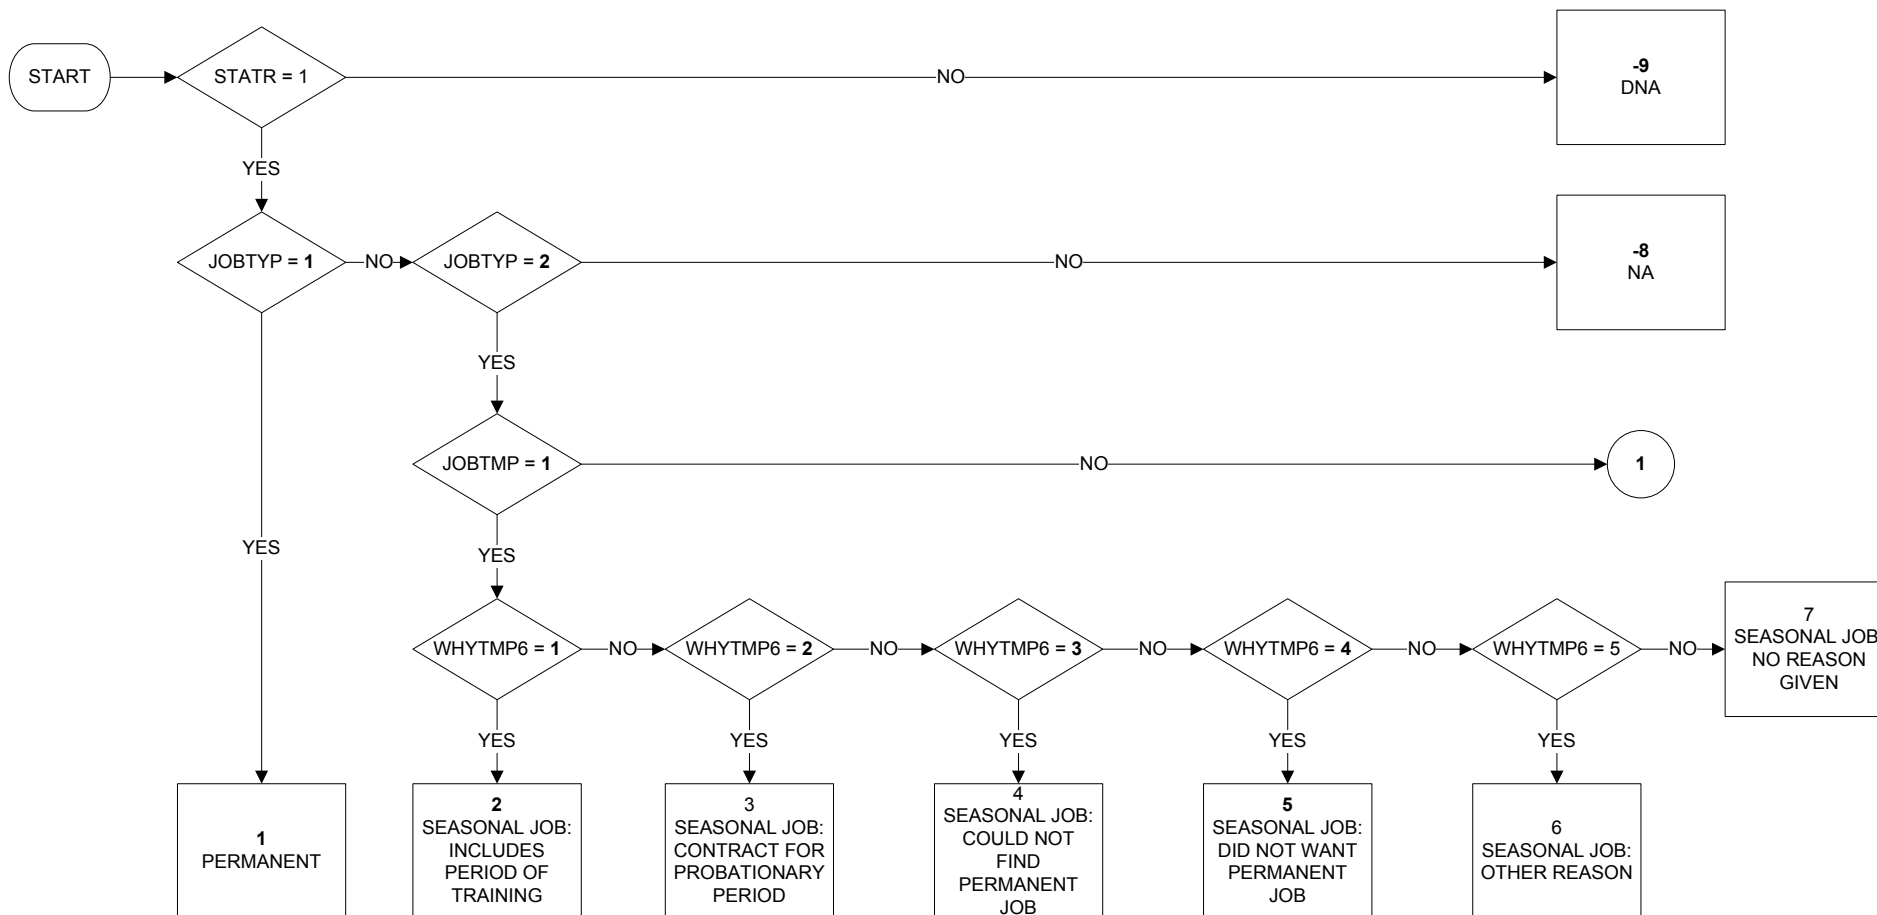 START
STATR = 1
NO
-9
DNA
YES
JOBTYP = 1
NO
JOBTYP = 2
NO
-8
NA
YES
JOBTMP = 1
NO
1
YES
YES
WHYTMP6 = 1
NO
WHYTMP6 = 2
NO
WHYTMP6 = 3
NO
WHYTMP6 = 4
NO
WHYTMP6 = 5
NO
7
SEASONAL JOB:
NO REASON
GIVEN
YES
YES
YES
YES
YES
1
PERMANENT
2
SEASONAL JOB:
INCLUDES
PERIOD OF
TRAINING
3
SEASONAL JOB:
CONTRACT FOR
PROBATIONARY
PERIOD
4
SEASONAL JOB:
COULD NOT
FIND
PERMANENT
JOB
5
SEASONAL JOB:
DID NOT WANT
PERMANENT
JOB
6
SEASONAL JOB:
OTHER REASON